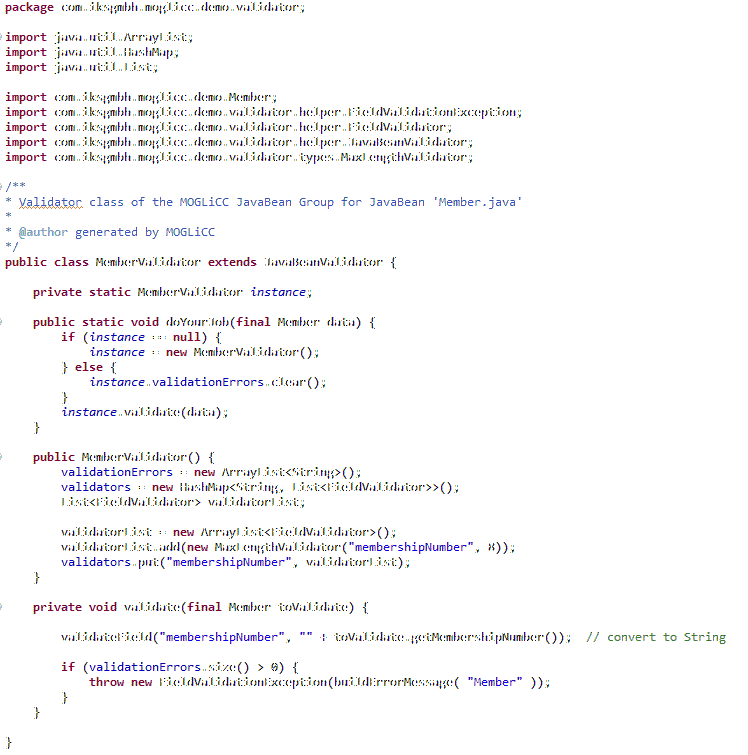 package com.iksgmbh.moglicc.demo.validator;
import java.util.ArrayList;
import java.util.HashMap;
import java.util.List;
import com.iksgmbh.moglicc.demo.Member;
import com.iksgmbh.moglicc.demo.validator.helper.FieldValidationException;
import com.iksgmbh.moglicc.demo.validator.helper.FieldValidator;
import com.iksgmbh.moglicc.demo.validator.helper.JavaBeanValidator;
import com.iksgmbh.moglicc.demo.validator.types.MaxLengthValidator;
/**
* Validator class of the MOGLiCC JavaBean Group for JavaBean 'Member.java'
*
* @author generated by MOGLiCC
*/
public class MemberValidator extends JavaBeanValidator {
private static MemberValidator instance;
public static void doYourJob(final Member data) {
if (instance == null) {
instance = new MemberValidator();
} else {
instance.validationErrors.clear();
}
instance.validate(data);
}
public MemberValidator() {
validationErrors = new ArrayList<String>();
validators = new HashMap<String, List<FieldValidator>>();
List<FieldValidator> validatorList;
validatorList = new ArrayList<FieldValidator>();
validatorList.add(new MaxLengthValidator("membershipNumber", 8));
validators.put("membershipNumber", validatorList);
}
private void validate(final Member toValidate) {
validateField("membershipNumber", "" + toValidate.getMembershipNumber()); // convert to String
if (validationErrors.size() > 0) {
throw new FieldValidationException(buildErrorMessage( "Member" ));
}
}
}